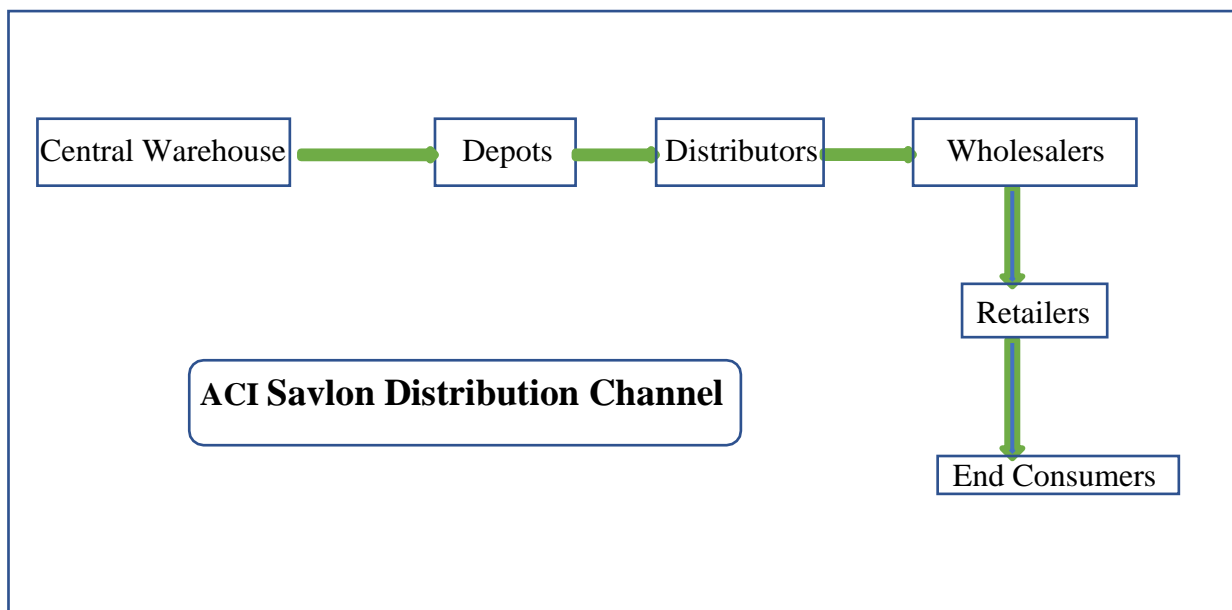 Central Warehouse
Depots
Distributors
Wholesalers
Retailers
ACI Savlon Distribution Channel
End Consumers